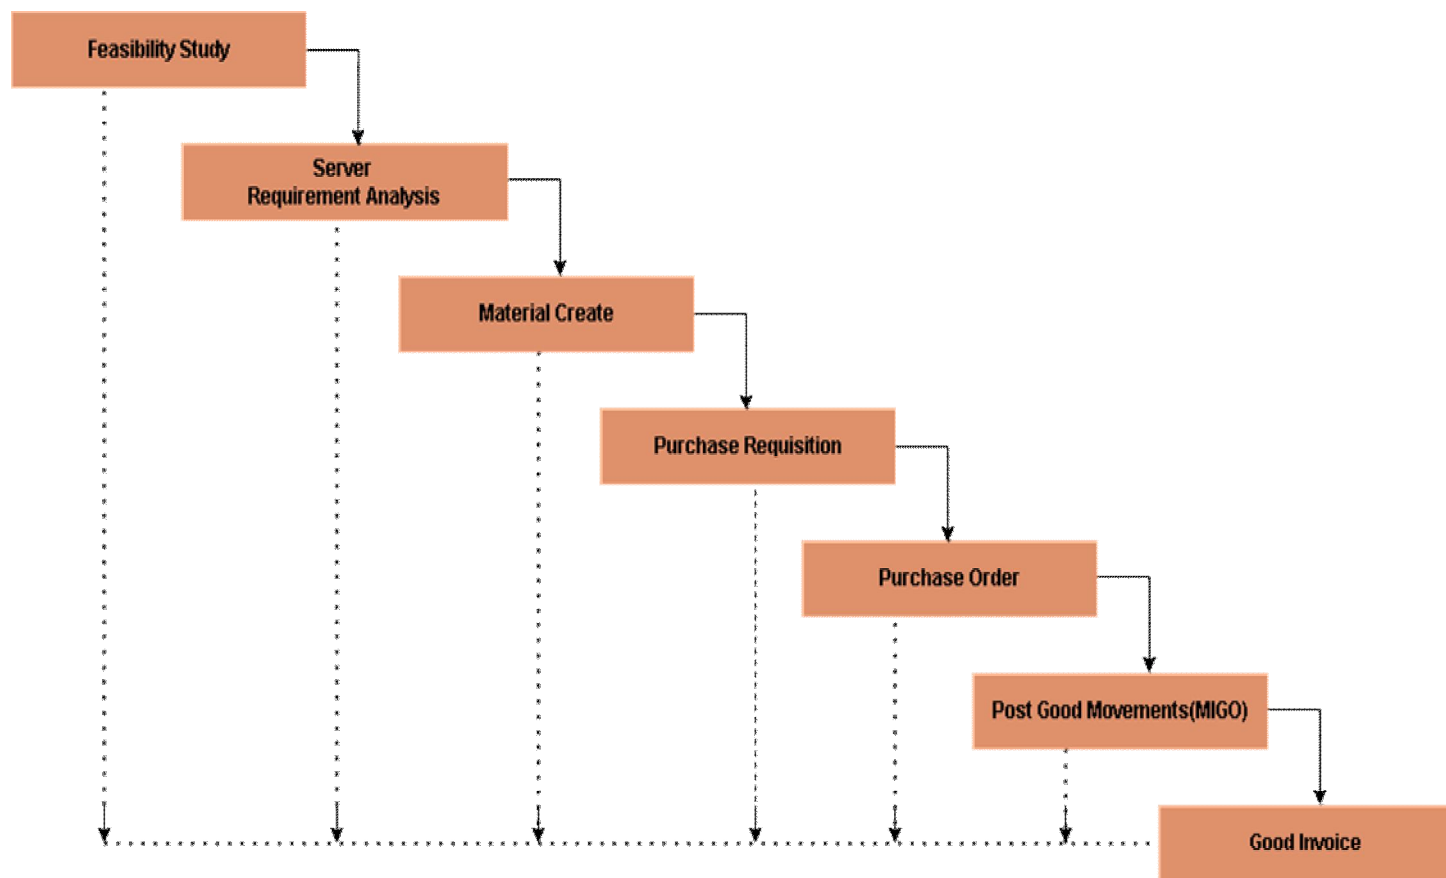 Feasibility Study
Server
Requirement Analysis
Material Create
Purchase Requisition
Purchase Order
Post Good Movements(MIGO)
Good Invoice